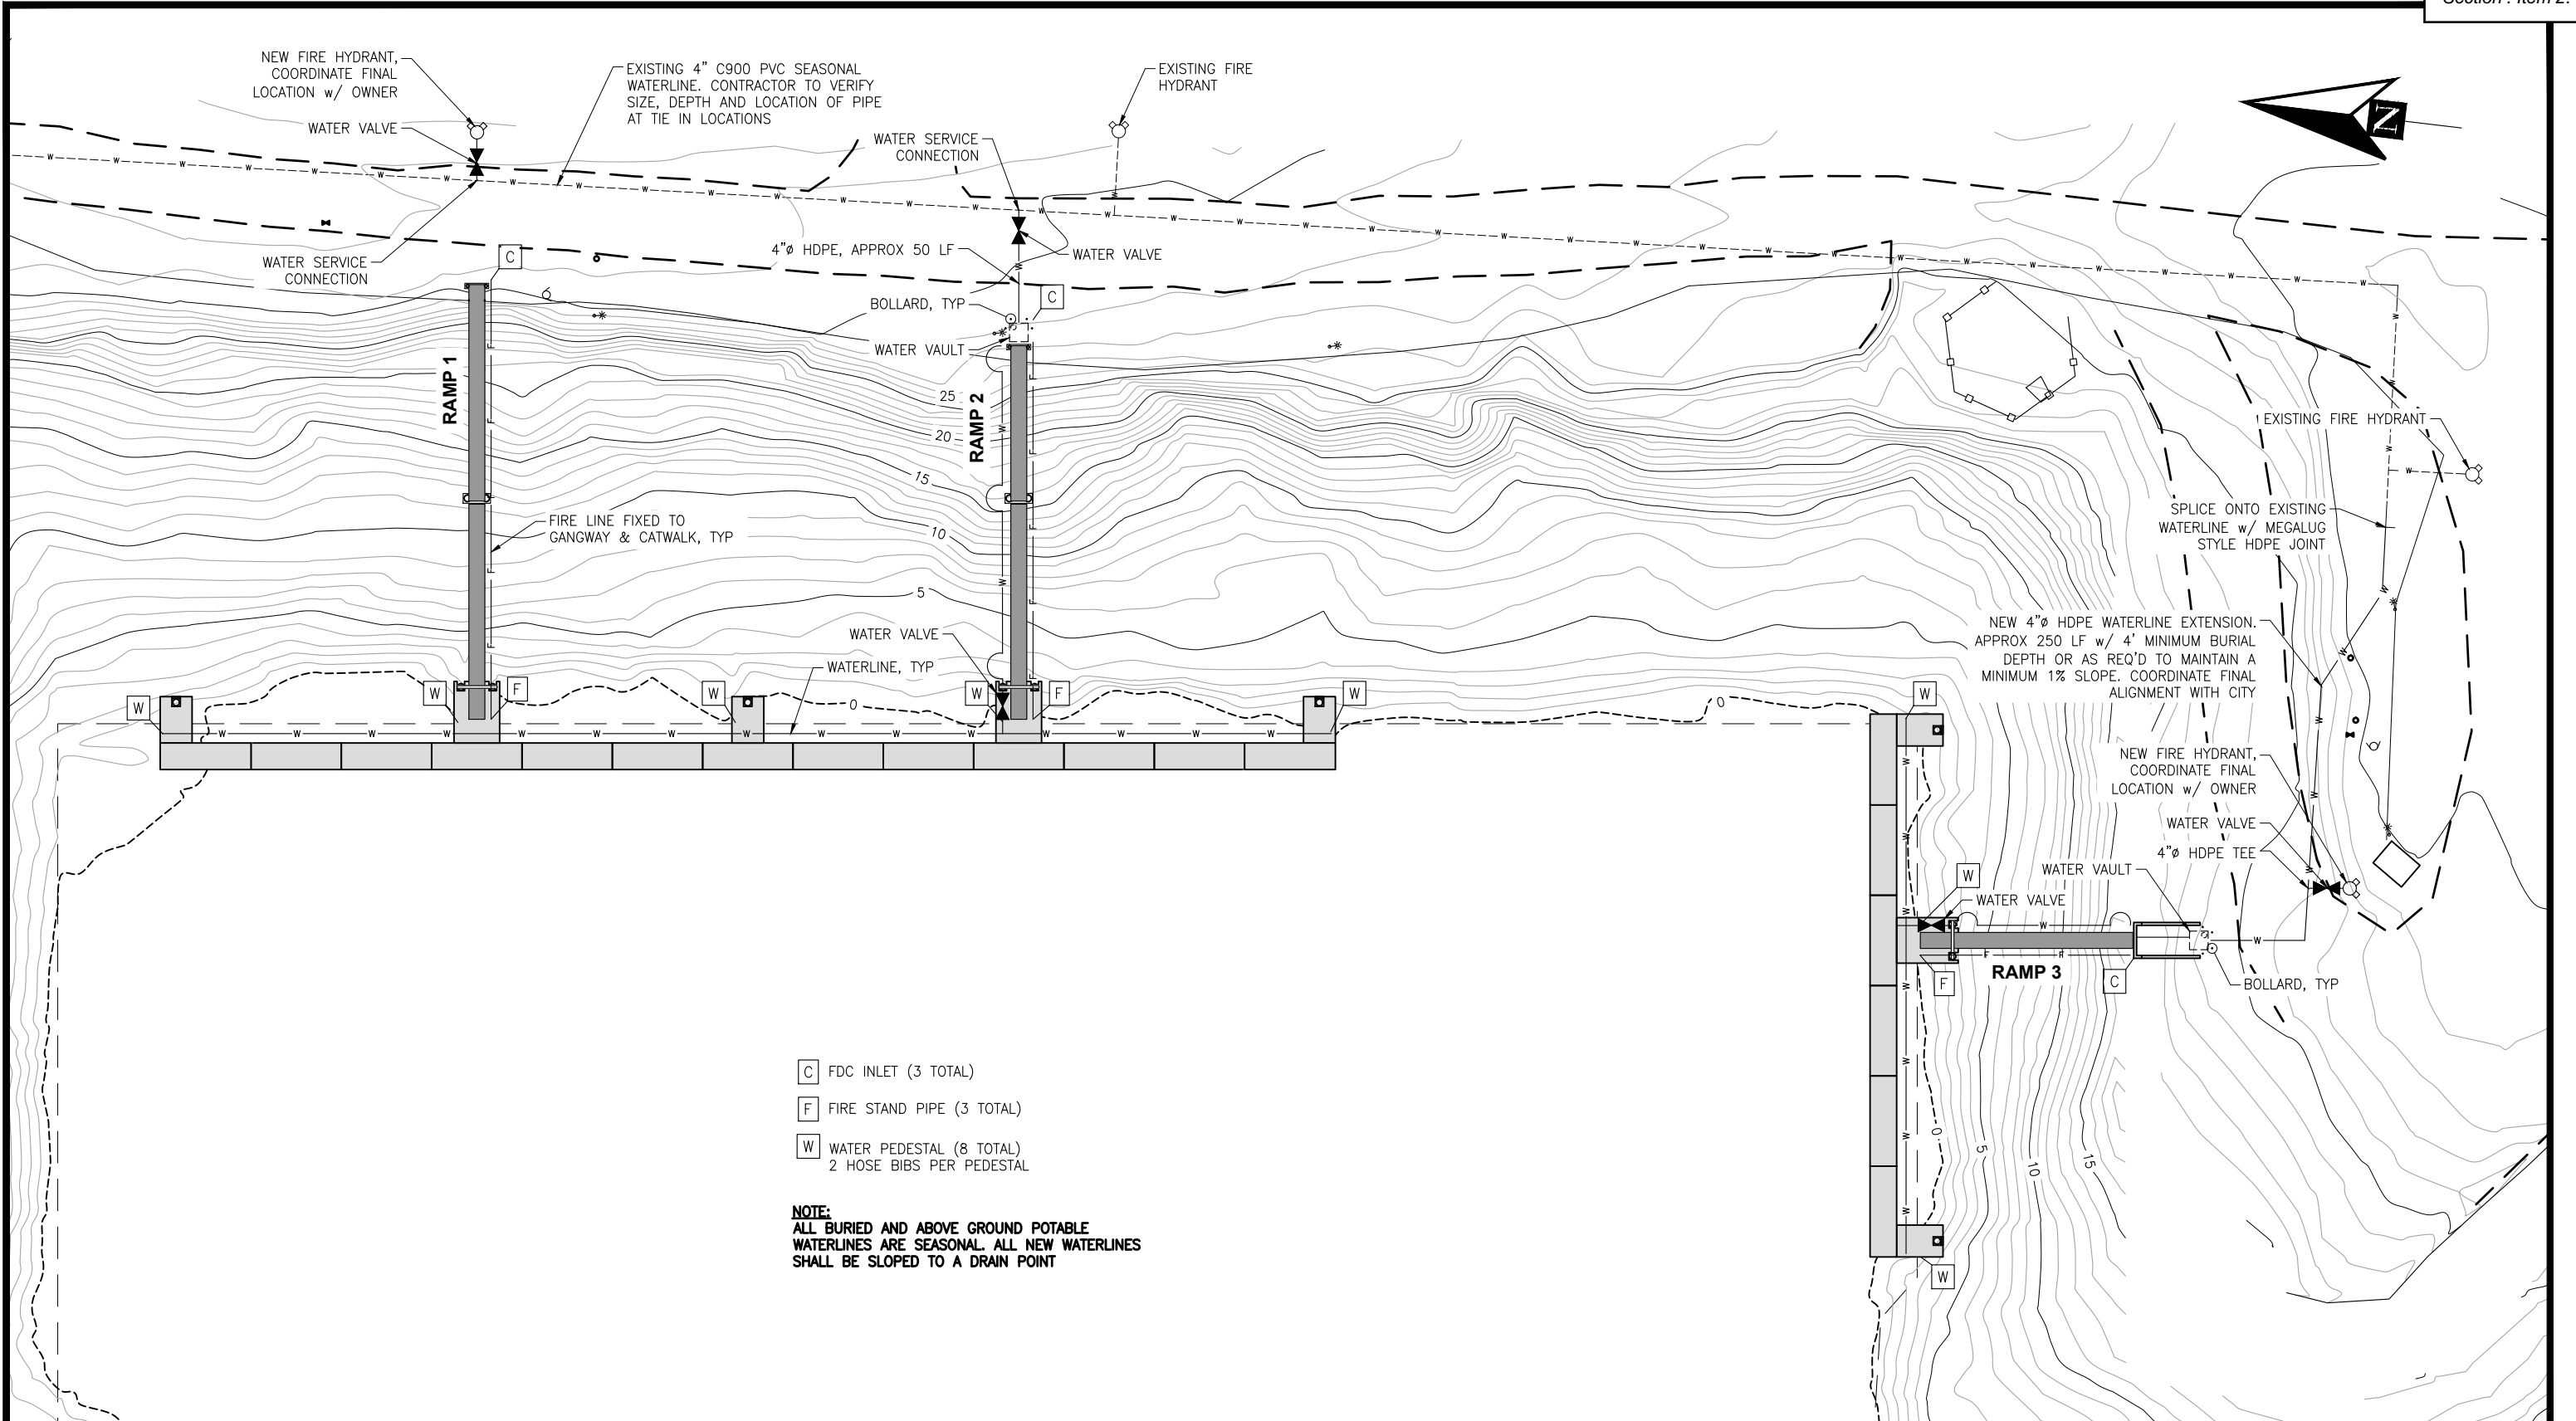 Section : Item 2.
NEW FIRE HYDRANT,
COORDINATE FINAL
LOCATION w/ OWNER
WATER VALVE
EXISTING 4" C900 PVC SEASONAL
WATERLINE. CONTRACTOR TO VERIFY
SIZE, DEPTH AND LOCATION OF PIPE
AT TIE IN LOCATIONS
EXISTING FIRE
HYDRANT
WATER SERVICE
CONNECTION
N
WATER SERVICE
CONNECTION
C
4"ø HDPE, APPROX 50 LF
WATER VALVE
C
BOLLARD, TYP
WATER VAULT
RAMP 1
RAMP 2
25
20
15
10
5
FIRE LINE FIXED TO
GANGWAY & CATWALK, TYP
EXISTING FIRE HYDRANT
SPLICE ONTO EXISTING
WATERLINE w/ MEGALUG
STYLE HDPE JOINT
NEW 4"ø HDPE WATERLINE EXTENSION.
APPROX 250 LF w/ 4' MINIMUM BURIAL
DEPTH OR AS REQ'D TO MAINTAIN A
MINIMUM 1% SLOPE. COORDINATE FINAL
ALIGNMENT WITH CITY
WATER VALVE
WATERLINE, TYP
W
W
F
W
W
F
W
W
0
0
NEW FIRE HYDRANT,
COORDINATE FINAL
LOCATION w/ OWNER
WATER VALVE
4"ø HDPE TEE
WATER VAULT
W
WATER VALVE
RAMP 3
F
C
BOLLARD, TYP
0
5
10
15
W
C FDC INLET (3 TOTAL)
F FIRE STAND PIPE (3 TOTAL)
W WATER PEDESTAL (8 TOTAL)
2 HOSE BIBS PER PEDESTAL
NOTE:
ALL BURIED AND ABOVE GROUND POTABLE
WATERLINES ARE SEASONAL. ALL NEW WATERLINES
SHALL BE SLOPED TO A DRAIN POINT